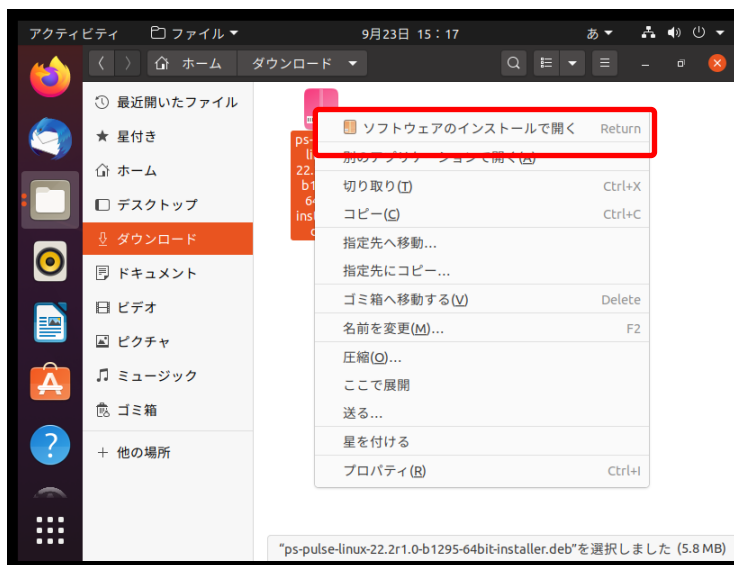 アクティビティ ファイル 9月23日 15：17 あ
ホーム ダウンロード
最近開いたファイル
星付き
ホーム
デスクトップ
ダウンロード
ドキュメント
ビデオ
ピクチャ
ミュージック
ゴミ箱
+ 他の場所
ps-
22.
b1
64
inst
ソフトウェアのインストールで開く Return
別のアプリケーションで開く(A)
切り取り(T) Ctrl+X
コピー(C) Ctrl+C
指定先へ移動...
指定先にコピー...
ゴミ箱へ移動する(V) Delete
名前を変更(M)... F2
圧縮(O)...
ここで展開
送る...
星を付ける
プロパティ(R) Ctrl+I
“ps-pulse-linux-22.2r1.0-b1295-64bit-installer.deb”を選択しました (5.8 MB)